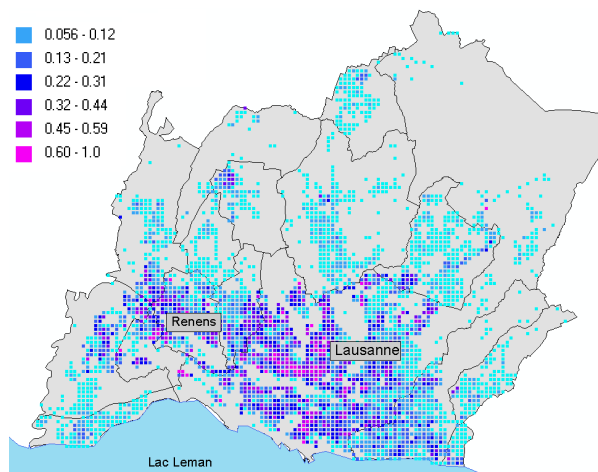 0.056 - 0.12
0.13 - 0.21
0.22 - 0.31
0.32 - 0.44
0.45 - 0.59
0.60 - 1.0
Renens
Lausanne
Lac Leman